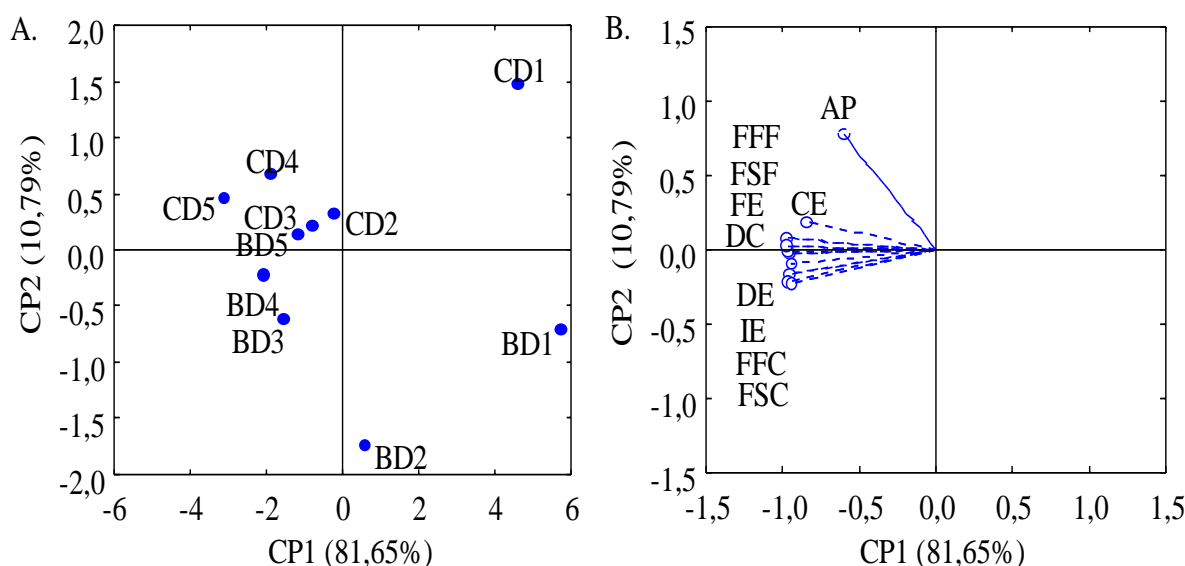 A.
CP2 (10,79%)
2,0
1,5
1,0
0,5
0,0
-0,5
-1,0
-1,5
-2,0
CD1
CD4
CD5
CD3
CD2
BD5
BD4
BD3
BD1
BD2
-6 -4 -2 0 2 4 6
CP1 (81,65%)
B.
CP2 (10,79%)
1,5
1,0
0,5
0,0
-0,5
-1,0
-1,5
AP
FFF
FSF
FE
CE
DC
DE
IE
FFC
FSC
-1,5 -1,0 -0,5 0,0 0,5 1,0 1,5
CP1 (81,65%)